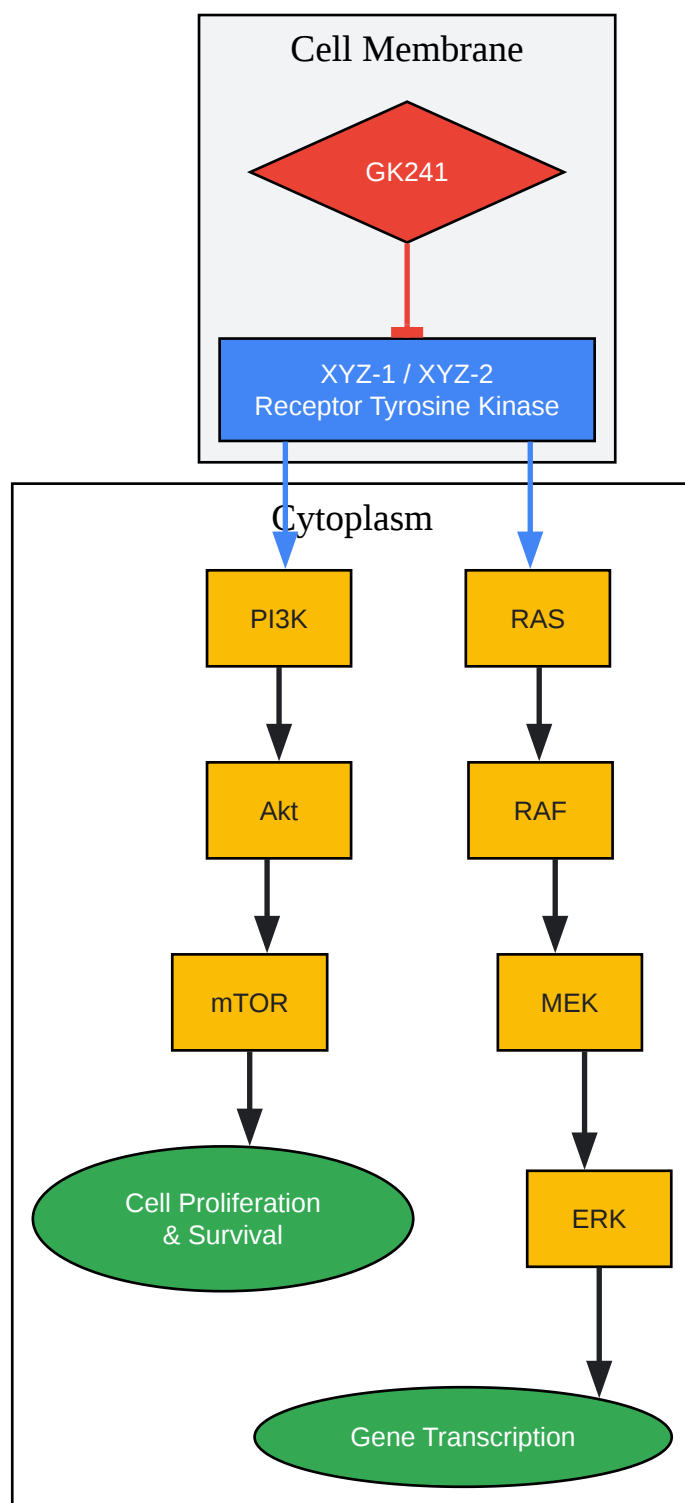 Cell Membrane
GK241
XYZ-1 / XYZ-2
Receptor Tyrosine Kinase
Cytoplasm
PI3K
RAS
Akt
RAF
mTOR
MEK
Cell Proliferation
& Survival
ERK
Gene Transcription